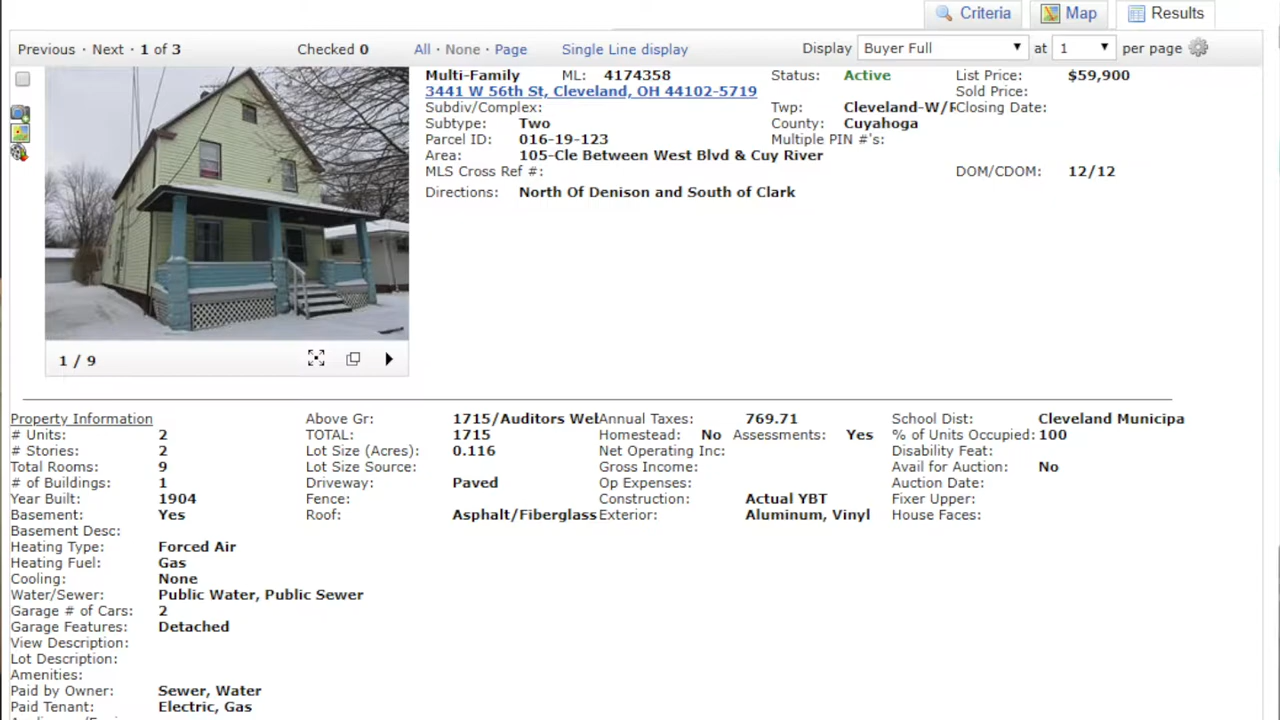 Criteria Map Results
Previous · Next · 1 of 3 Checked 0 All · None · Page Single Line display Display Buyer Full at 1 per page
Multi-Family ML: 4174358 Status: Active List Price: $59,900
3441 W 56th St, Cleveland, OH 44102-5719 Sold Price:
Subdiv/Complex: Twp: Cleveland-W/F Closing Date:
Subtype: Two County: Cuyahoga
Parcel ID: 016-19-123 Multiple PIN #'s:
Area: 105-Cle Between West Blvd & Cuy River
MLS Cross Ref #: DOM/CDOM: 12/12
Directions: North Of Denison and South of Clark
1 / 9
Property Information Above Gr: 1715/Auditors Wel Annual Taxes: 769.71 School Dist: Cleveland Municipa
# Units: 2 TOTAL: 1715 Homestead: No Assessments: Yes % of Units Occupied: 100
# Stories: 2 Lot Size (Acres): 0.116 Net Operating Inc: Disability Feat:
Total Rooms: 9 Lot Size Source: Gross Income: Avail for Auction: No
# of Buildings: 1 Driveway: Paved Op Expenses: Auction Date:
Year Built: 1904 Fence: Construction: Actual YBT Fixer Upper:
Basement: Yes Roof: Asphalt/Fiberglass Exterior: Aluminum, Vinyl House Faces:
Basement Desc:
Heating Type: Forced Air
Heating Fuel: Gas
Cooling: None
Water/Sewer: Public Water, Public Sewer
Garage # of Cars: 2
Garage Features: Detached
View Description:
Lot Description:
Amenities:
Paid by Owner: Sewer, Water
Paid Tenant: Electric, Gas